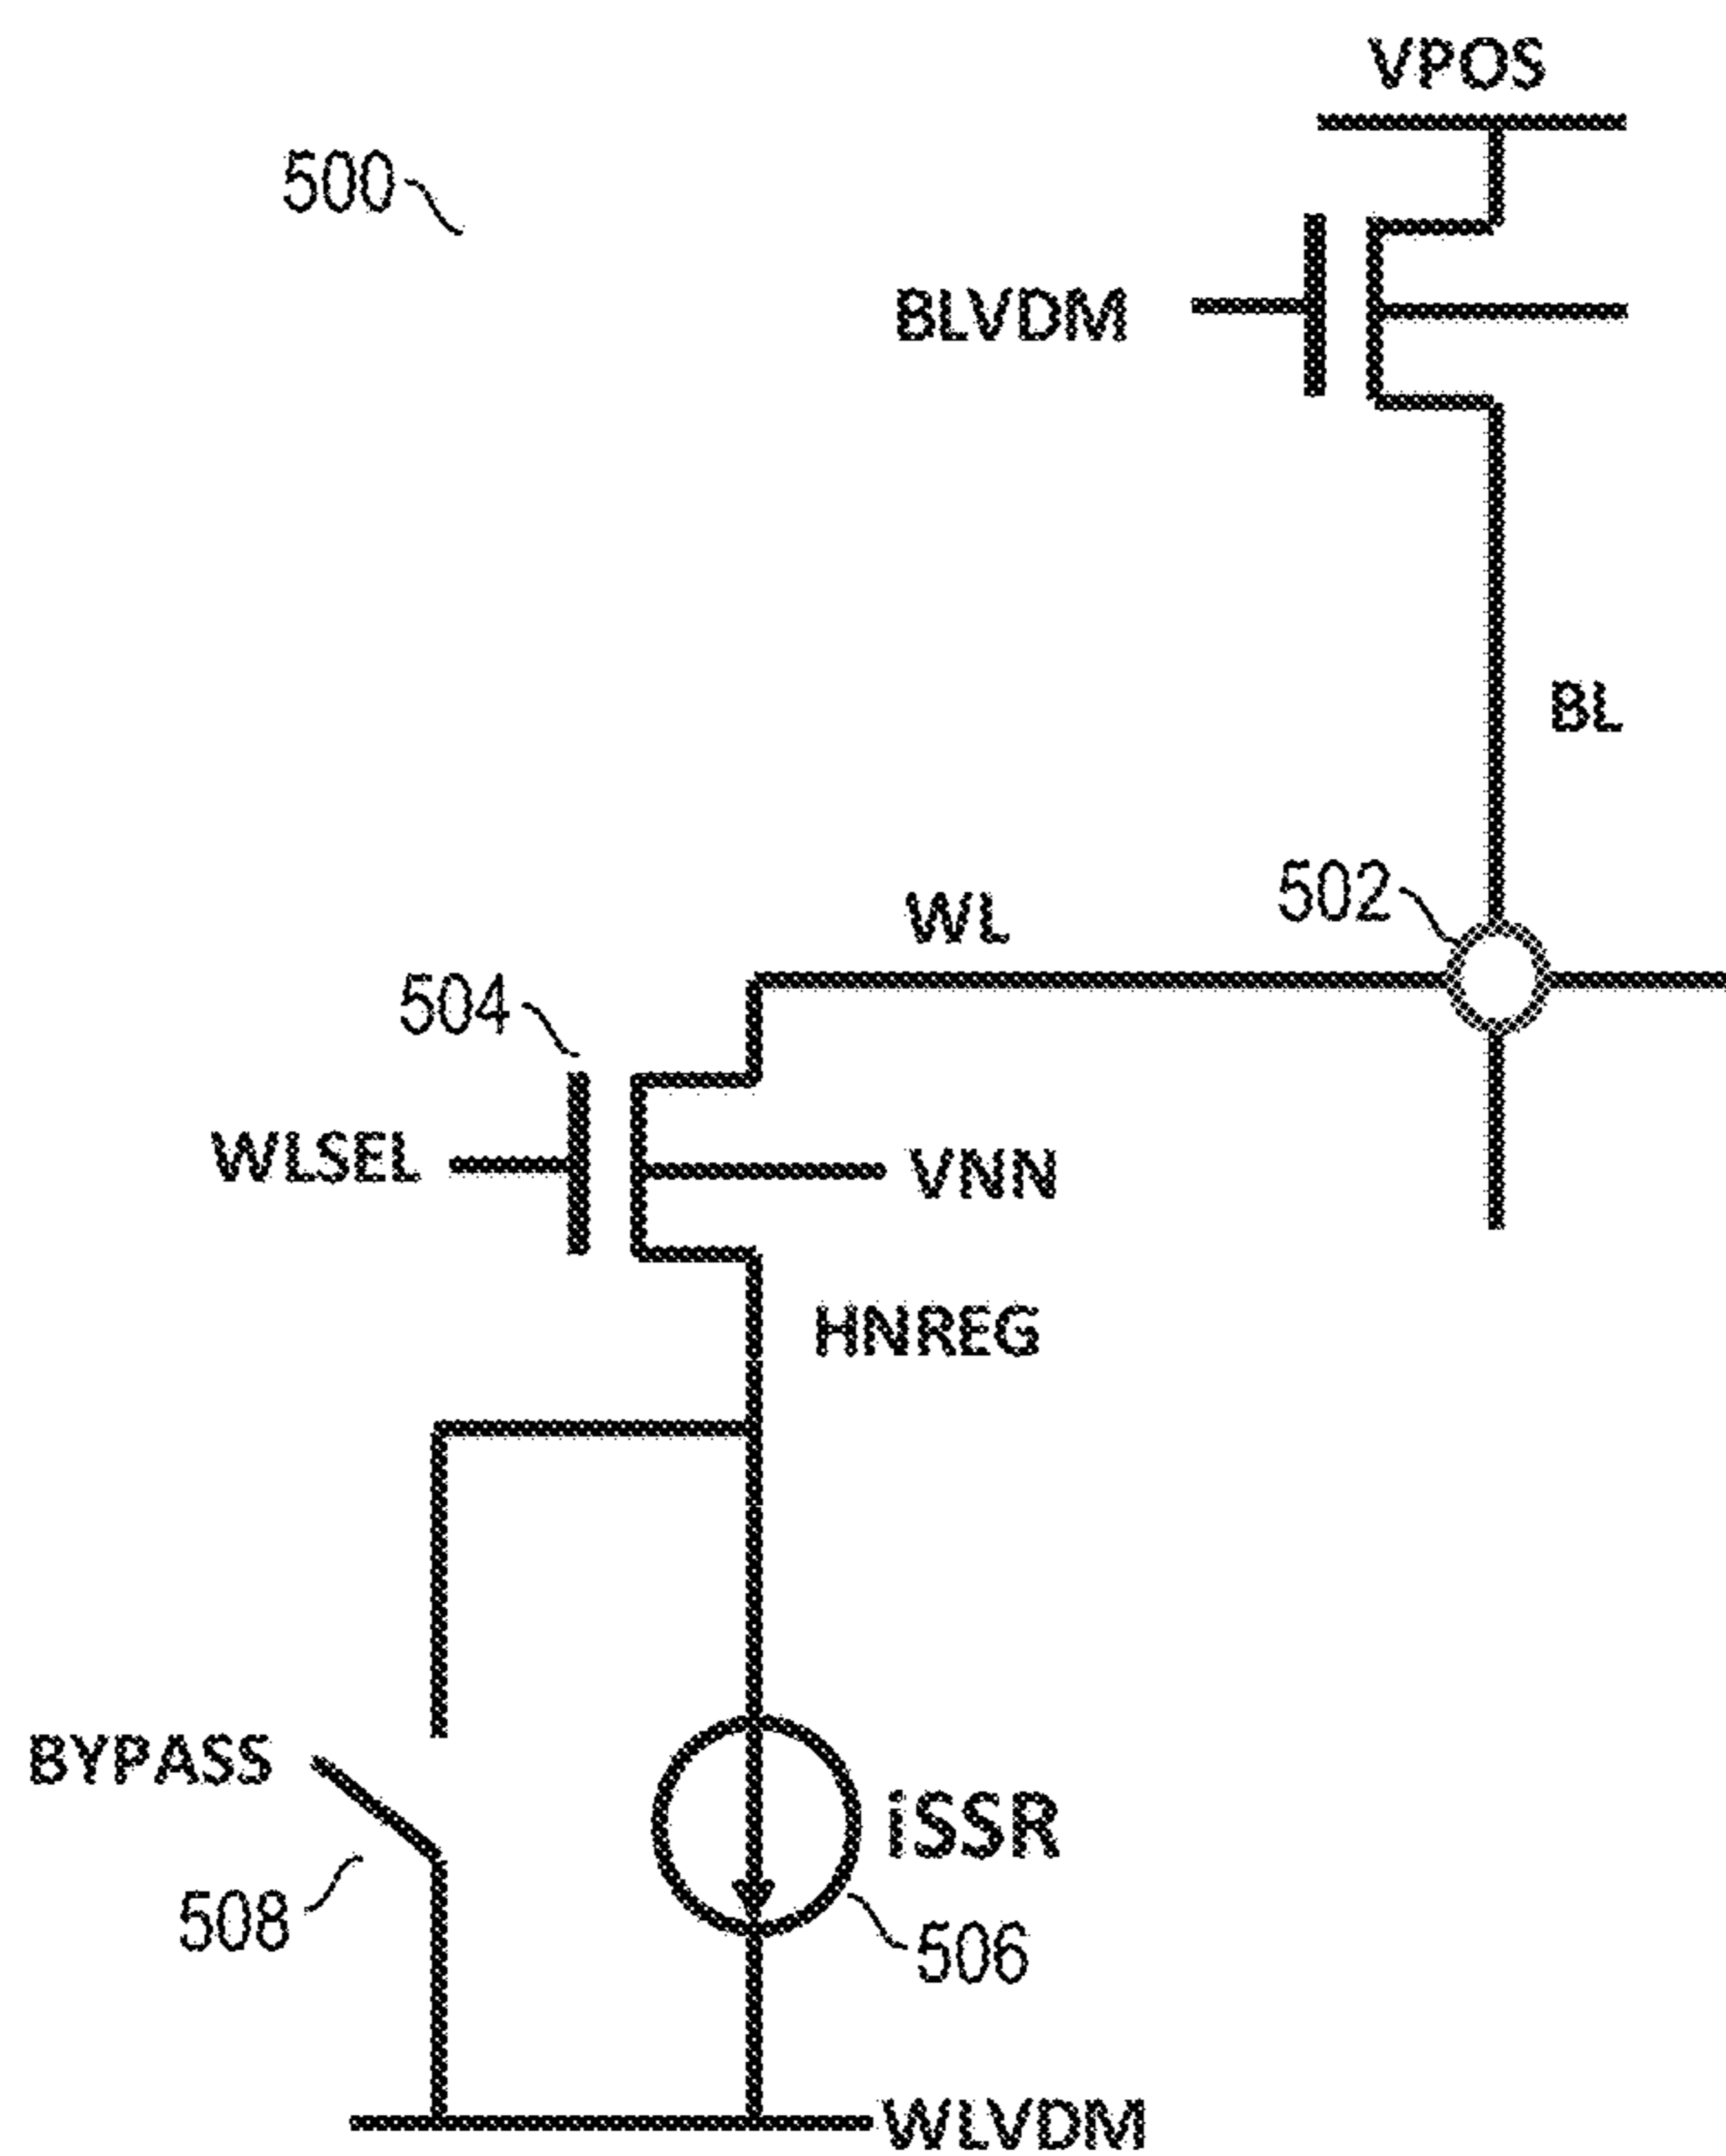 VPOS
500
BLVDM
BL
502
WL
504
WLSEL
VNN
HNREG
BYPASS
iSSR
508
506
WLVDM